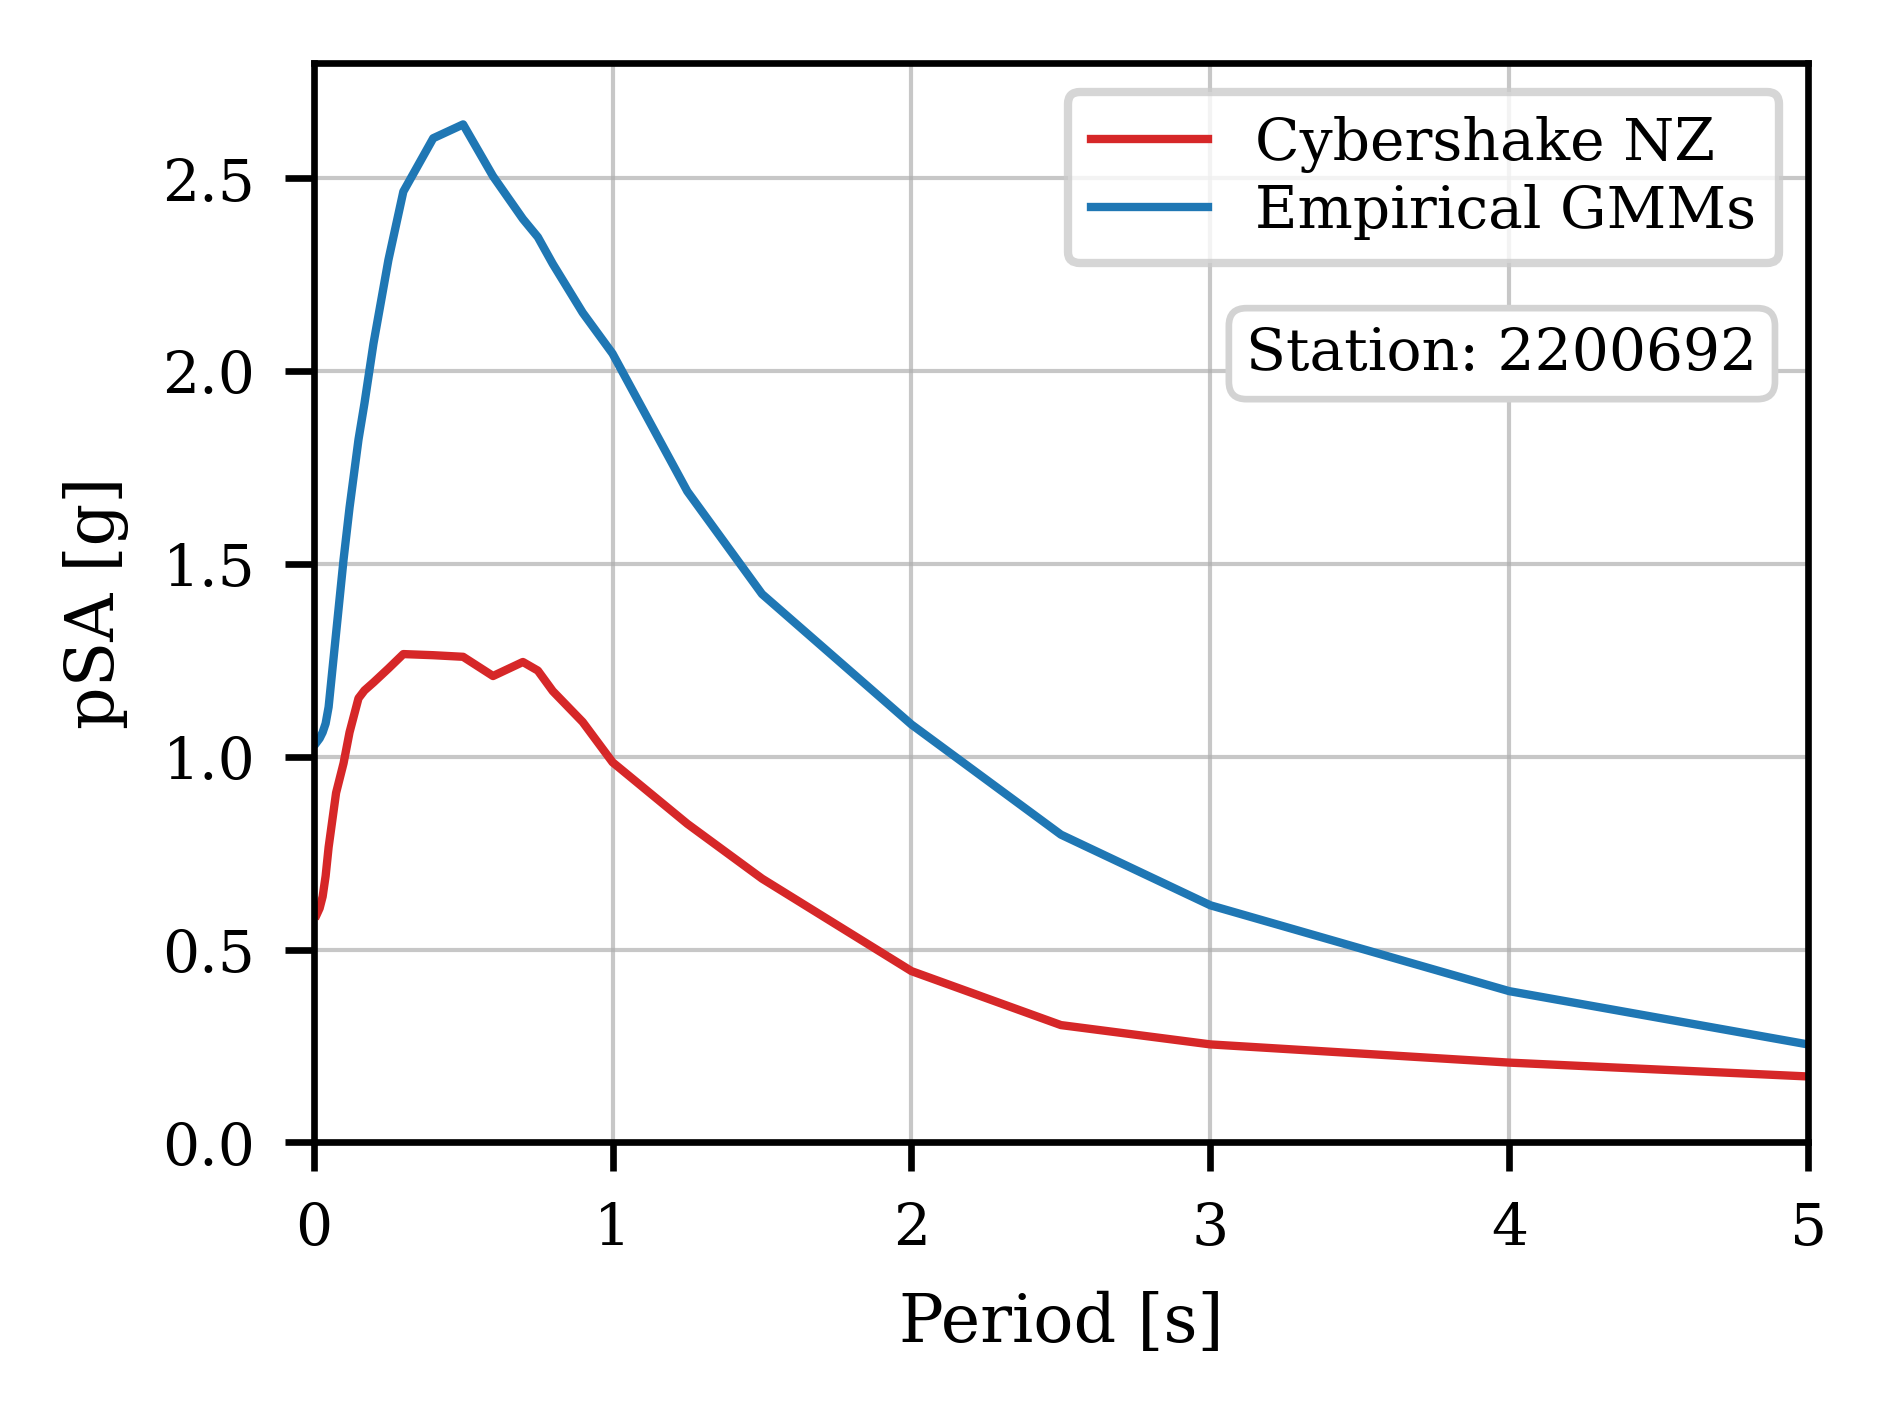 Cybershake NZ
Empirical GMMs
Station: 2200692
pSA [g]
2.5
2.0
1.5
1.0
0.5
0.0
0 1 2 3 4 5
Period [s]